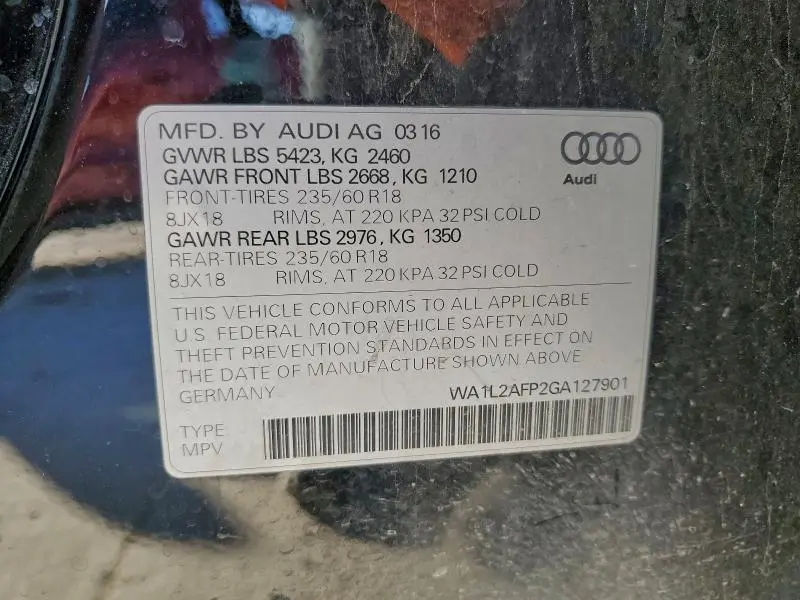 MFD. BY AUDI AG 03 16
GVWR LBS 5423, KG 2460
GAWR FRONT LBS 2668, KG 1210
FRONT-TIRES 235/60 R18
8JX18 RIMS, AT 220 KPA 32 PSI COLD
GAWR REAR LBS 2976, KG 1350
REAR-TIRES 235/60 R18
8JX18 RIMS, AT 220 KPA 32 PSI COLD
Audi
THIS VEHICLE CONFORMS TO ALL APPLICABLE
U.S. FEDERAL MOTOR VEHICLE SAFETY AND
THEFT PREVENTION STANDARDS IN EFFECT ON
THE DATE OF MANUFACTURE SHOWN ABOVE
GERMANY WA1L2AFP2GA127901
TYPE
MPV